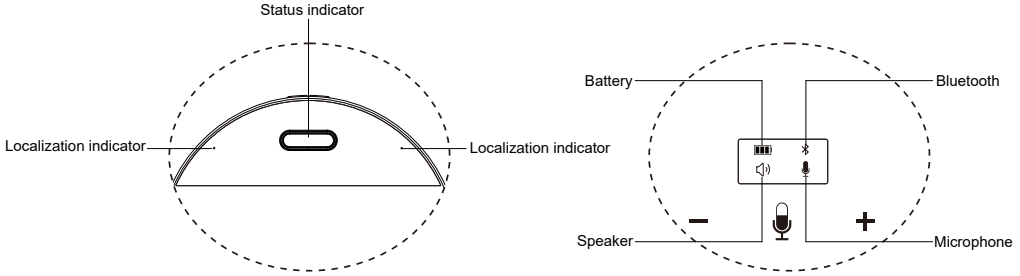 Status indicator
Localization indicator
Localization indicator
Battery
Bluetooth
Speaker
Microphone